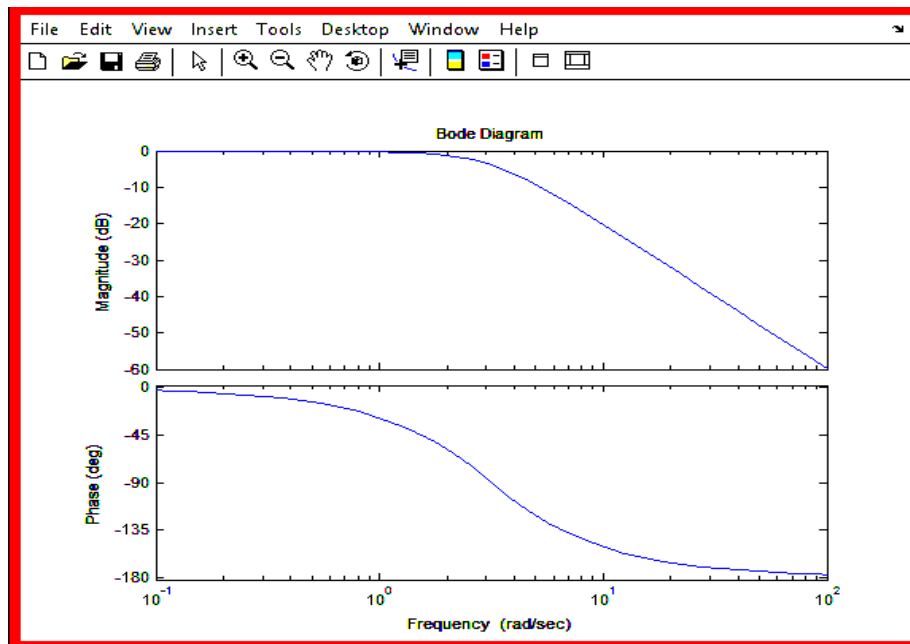 File Edit View Insert Tools Desktop Window Help
Bode Diagram
Magnitude (dB)
0
-10
-20
-30
-40
-50
-60
Phase (deg)
0
-45
-90
-135
-180
10^-1 10^0 10^1 10^2
Frequency (rad/sec)